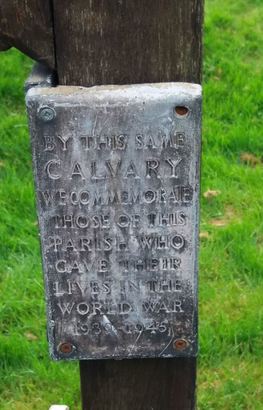 BY THIS SAME
CALVARY
WE COMMEMORATE
THOSE OF THIS
PARISH WHO
GAVE THEIR
LIVES IN THE
WORLD WAR
1939-1945